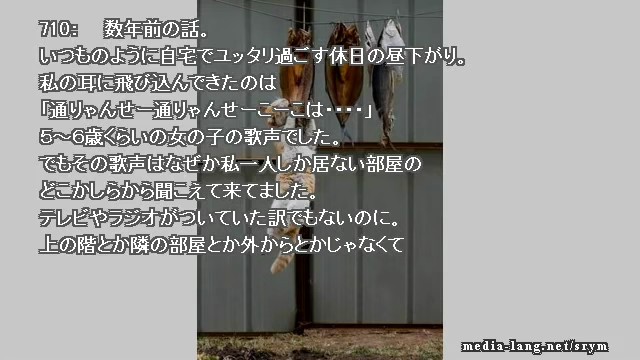 710：　数年前の話。
いつものように自宅でユッタリ過ごす休日の昼下がり。
私の耳に飛び込んできたのは
「通りゃんせー通りゃんせーこーこは・・・・」
５～６歳くらいの女の子の歌声でした。
でもその歌声はなぜか私一人しか居ない部屋の
どこかしらから聞こえて来てました。
テレビやラジオがついていた訳でもないのに。
上の階とか隣の部屋とか外からとかじゃなくて
media-lang.net/srym